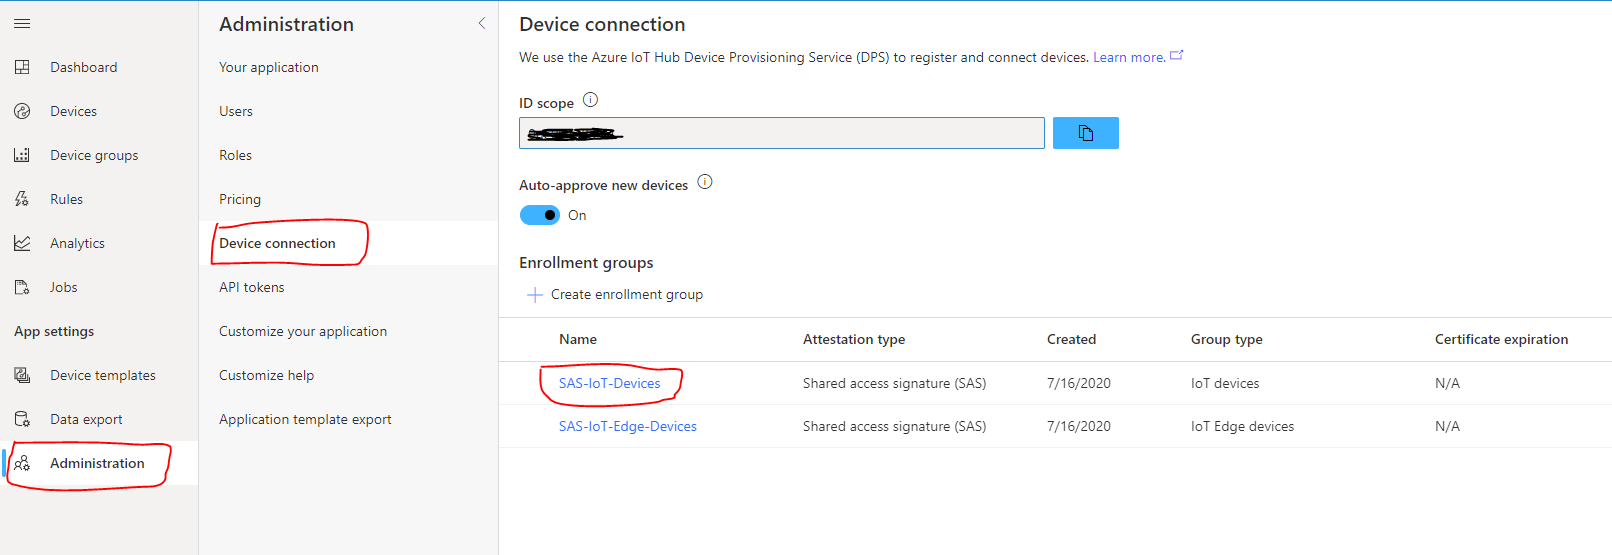 Dashboard
Devices
Device groups
Rules
Analytics
Jobs
App settings
Device templates
Data export
Administration
Administration
Your application
Users
Roles
Pricing
Device connection
API tokens
Customize your application
Customize help
Application template export
Device connection
We use the Azure IoT Hub Device Provisioning Service (DPS) to register and connect devices. Learn more.
ID scope
Auto-approve new devices
On
Enrollment groups
Create enrollment group
Name Attestation type Created Group type Certificate expiration
SAS-IoT-Devices Shared access signature (SAS) 7/16/2020 IoT devices N/A
SAS-IoT-Edge-Devices Shared access signature (SAS) 7/16/2020 IoT Edge devices N/A